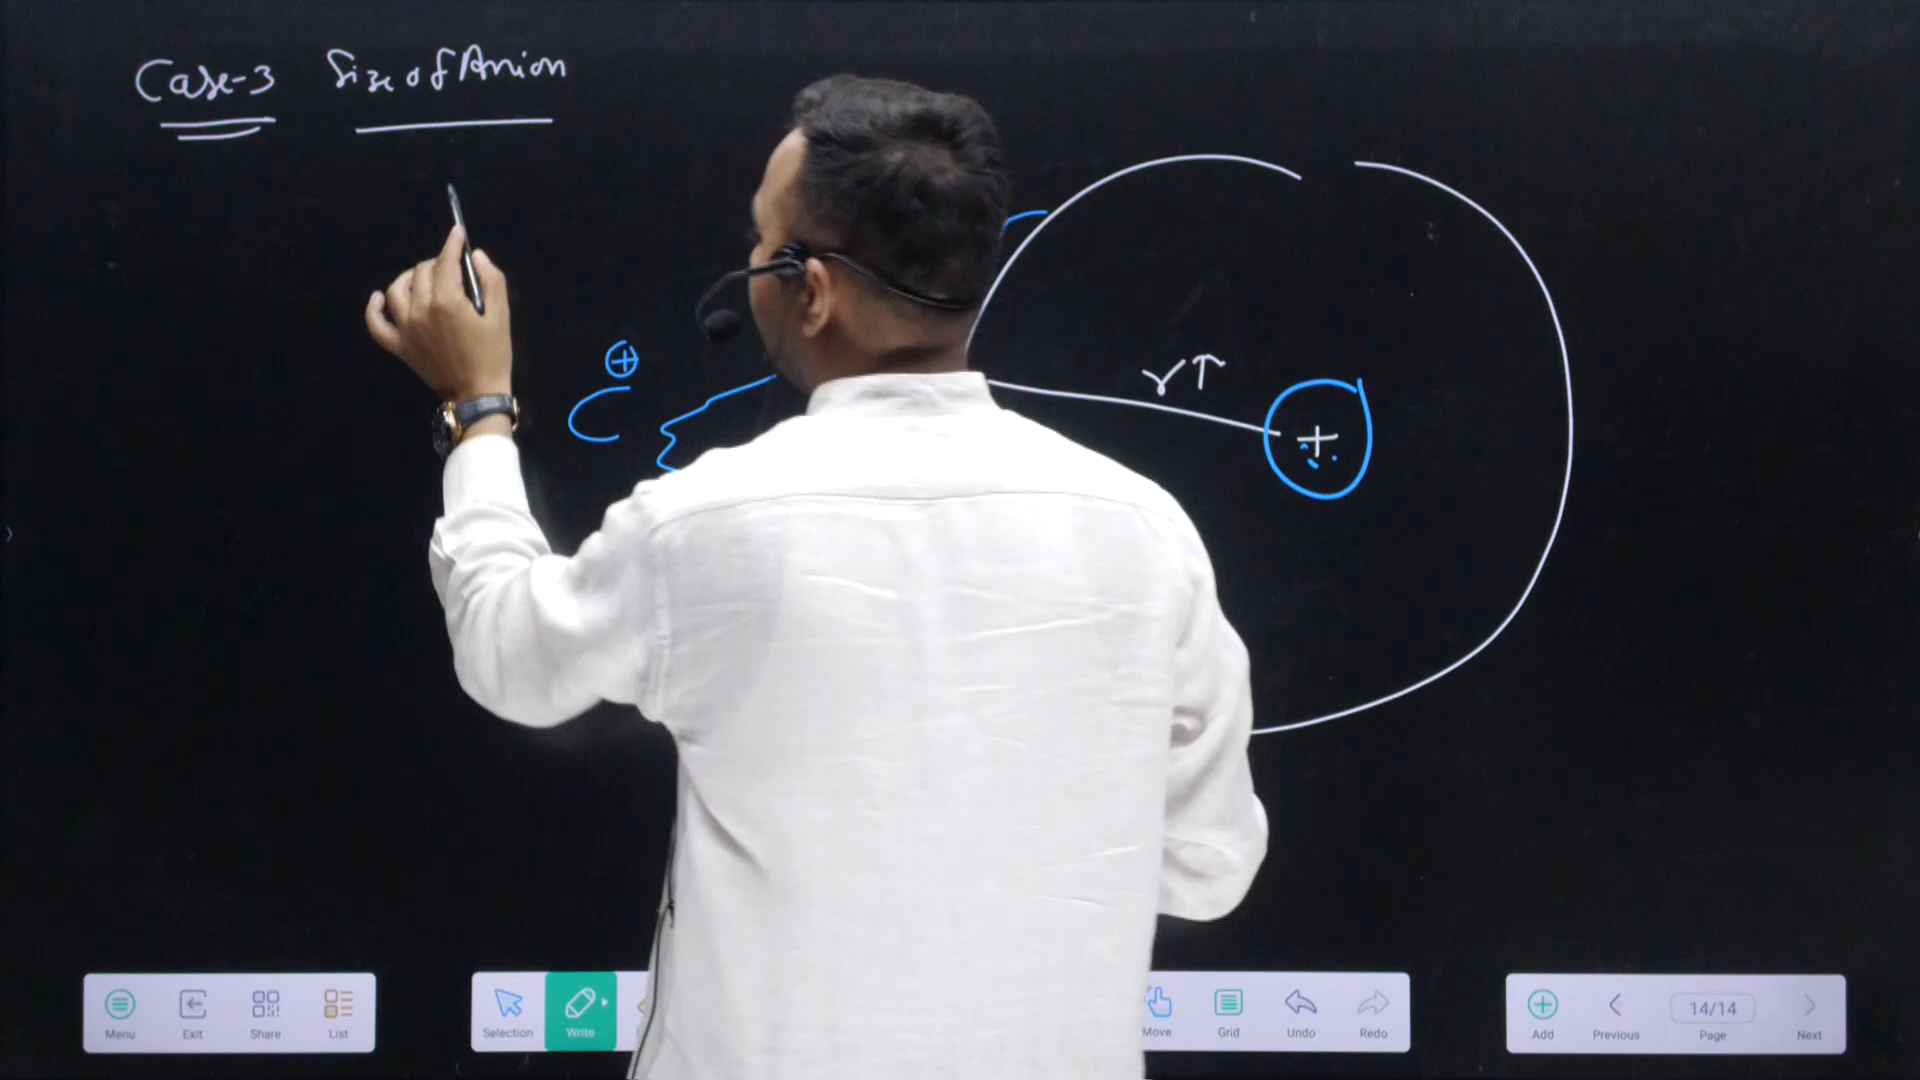 Case-3 Size of Anion
r↑
⊕
C
+
Menu Exit Share List Selection Write Move Grid Undo Redo Add Previous 14/14 Page Next